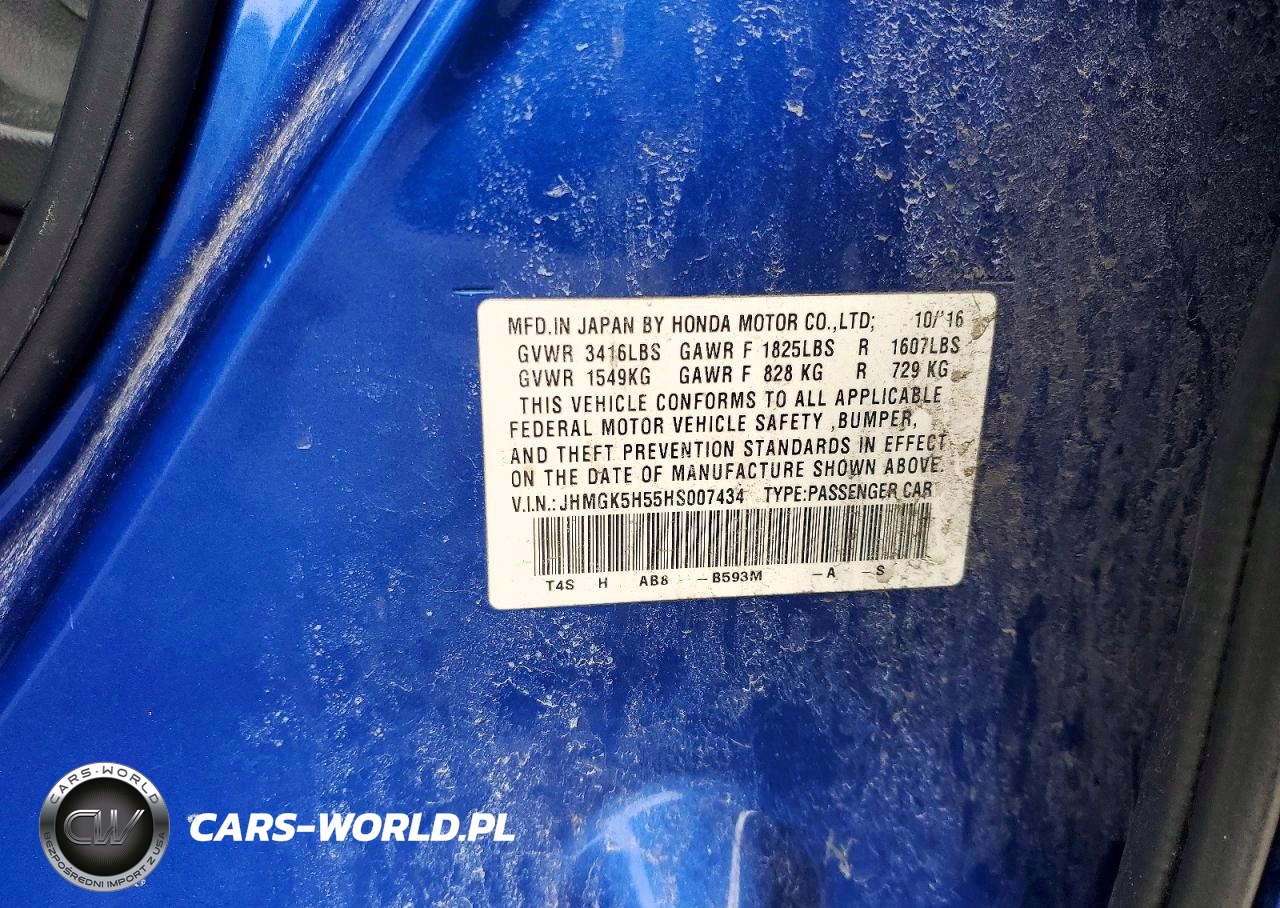 MFD.IN JAPAN BY HONDA MOTOR CO.,LTD; 10/'16
GVWR 3416LBS GAWR F 1825LBS R 1607LBS
GVWR 1549KG GAWR F 828 KG R 729 KG
THIS VEHICLE CONFORMS TO ALL APPLICABLE
FEDERAL MOTOR VEHICLE SAFETY ,BUMPER,
AND THEFT PREVENTION STANDARDS IN EFFECT
ON THE DATE OF MANUFACTURE SHOWN ABOVE.
V.I.N.: JHMGK5H55HS007434 TYPE:PASSENGER CAR
T4S H AB8 -B593M -A -S
CARS-WORLD
CW
BEZPOŚREDNI IMPORT Z USA
CARS-WORLD.PL